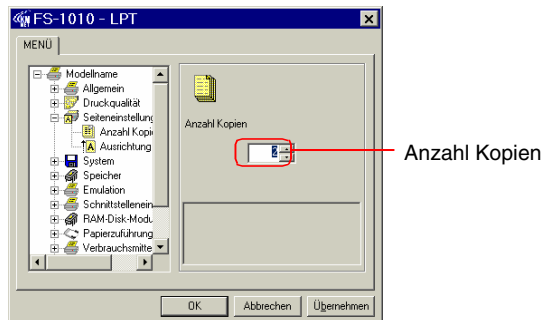 FS-1010 - LPT
MENÜ
Modellname
Allgemein
Druckqualität
Seiteneinstellung
Anzahl Kopi
Ausrichtung
System
Speicher
Emulation
Schnittstellenein
RAM-Disk-Modu
Papierzuführung
Verbrauchsmitte
Anzahl Kopien
2
Anzahl Kopien
OK
Abbrechen
Übernehmen